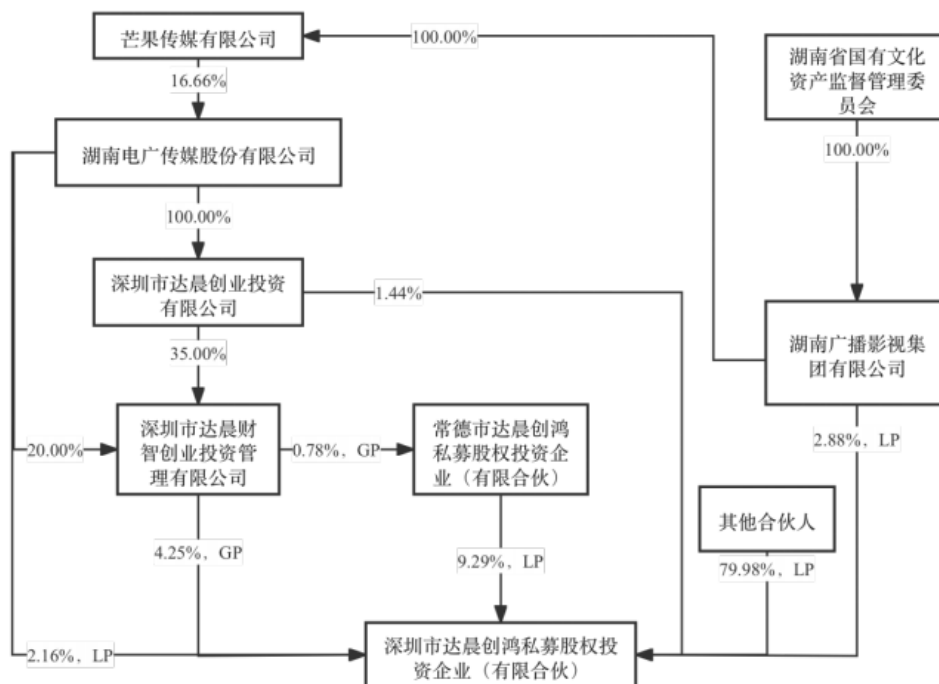 芒果传媒有限公司
100.00%
湖南省国有文化
资产监督管理委
员会
16.66%
湖南电广传媒股份有限公司
100.00%
100.00%
深圳市达晨创业投资
有限公司
1.44%
湖南广播影视集
团有限公司
35.00%
深圳市达晨财
智创业投资管
理有限公司
20.00%
0.78%，GP
常德市达晨创鸿
私募股权投资企
业（有限合伙）
2.88%，LP
其他合伙人
4.25%，GP
9.29%，LP
79.98%，LP
2.16%，LP
深圳市达晨创鸿私募股权投
资企业（有限合伙）